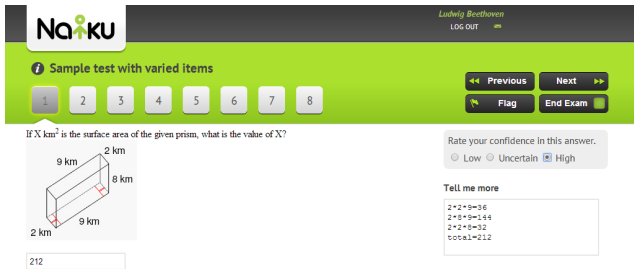 Naiku
Ludwig Beethoven
LOG OUT
i Sample test with varied items
Previous Next
1 2 3 4 5 6 7 8
Flag End Exam
If X km² is the surface area of the given prism, what is the value of X?
2 km
9 km
8 km
9 km
2 km
212
Rate your confidence in this answer.
Low Uncertain High
Tell me more
2*2*9=36
2*8*9=144
2*2*8=32
total=212